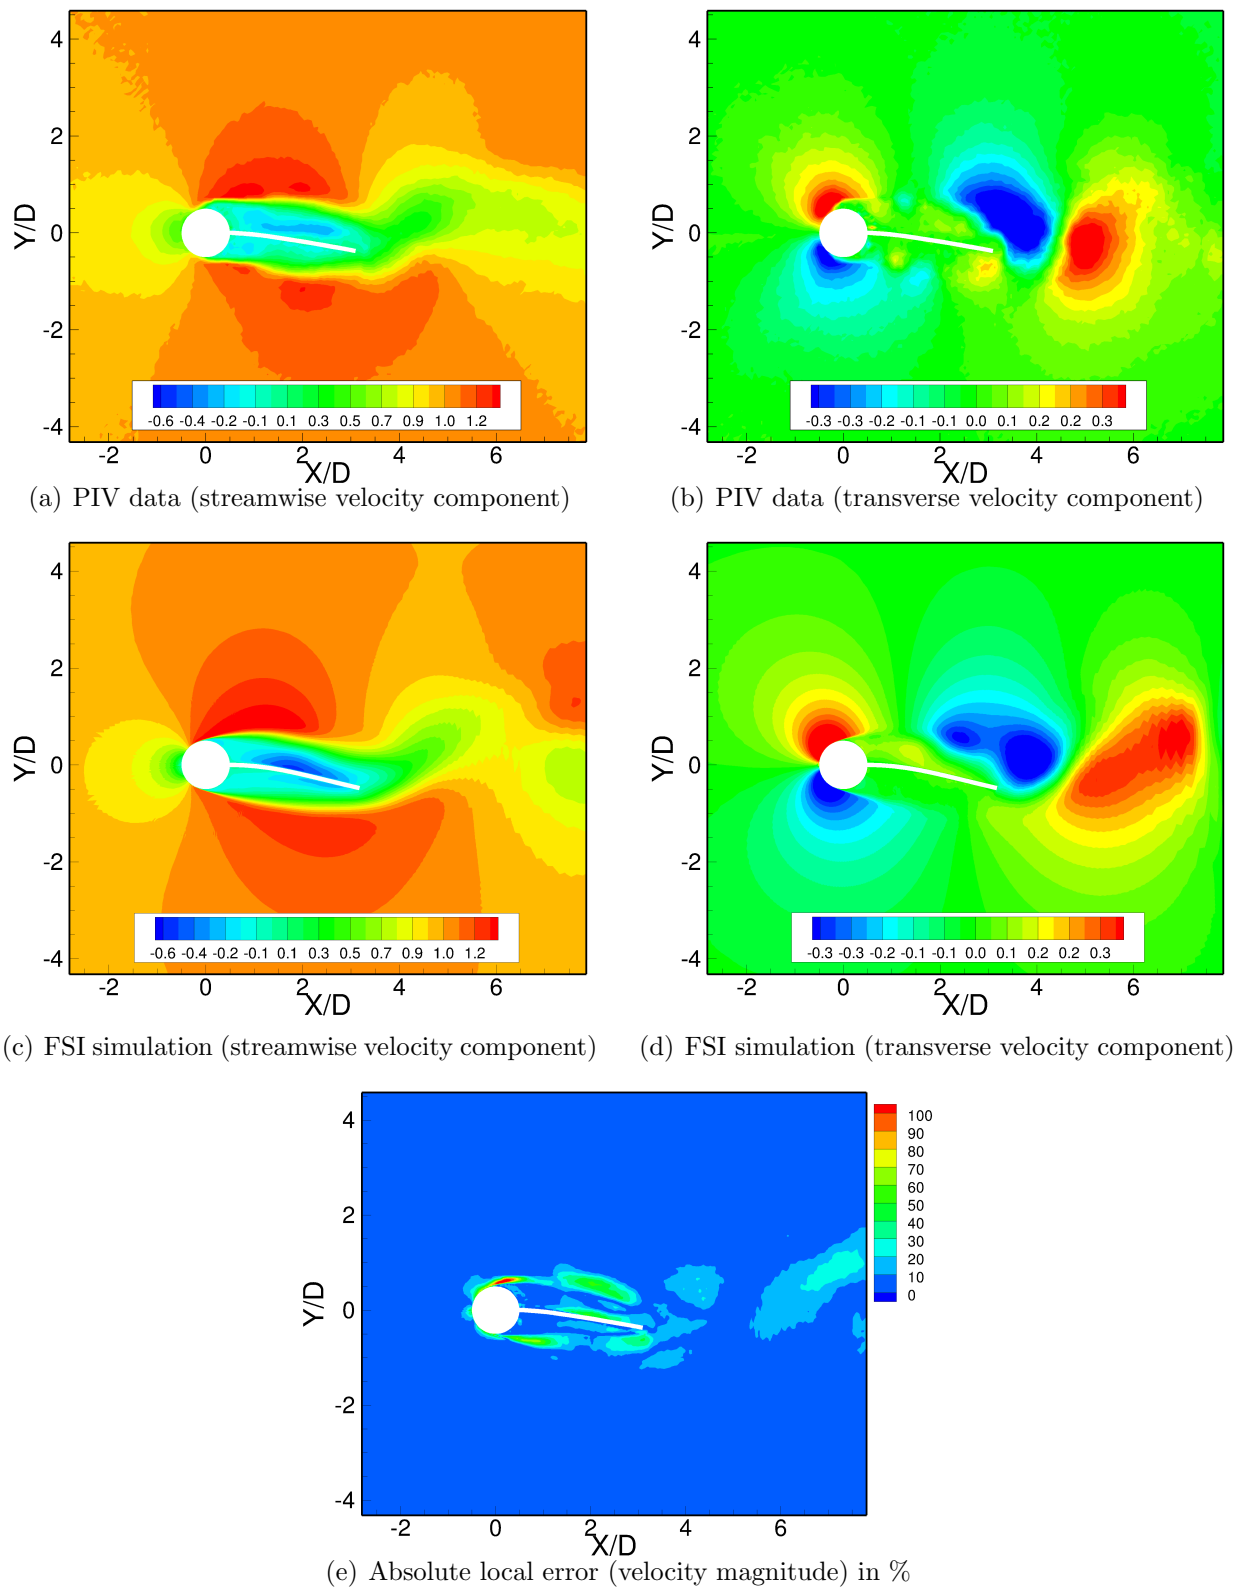 4
2
0
-2
-4
Y/D
-0.6 -0.4 -0.2 -0.1 0.1 0.3 0.5 0.7 0.9 1.0 1.2
-2 0 2 4 6
X/D
(a) PIV data (streamwise velocity component)
4
2
0
-2
-4
Y/D
-0.3 -0.3 -0.2 -0.1 -0.1 0.0 0.1 0.2 0.2 0.3
-2 0 2 4 6
X/D
(b) PIV data (transverse velocity component)
4
2
0
-2
-4
Y/D
-0.6 -0.4 -0.2 -0.1 0.1 0.3 0.5 0.7 0.9 1.0 1.2
-2 0 2 4 6
X/D
(c) FSI simulation (streamwise velocity component)
4
2
0
-2
-4
Y/D
-0.3 -0.3 -0.2 -0.1 -0.1 0.0 0.1 0.2 0.2 0.3
-2 0 2 4 6
X/D
(d) FSI simulation (transverse velocity component)
4
2
0
-2
-4
Y/D
100
90
80
70
60
50
40
30
20
10
0
-2 0 2 4 6
X/D
(e) Absolute local error (velocity magnitude) in %